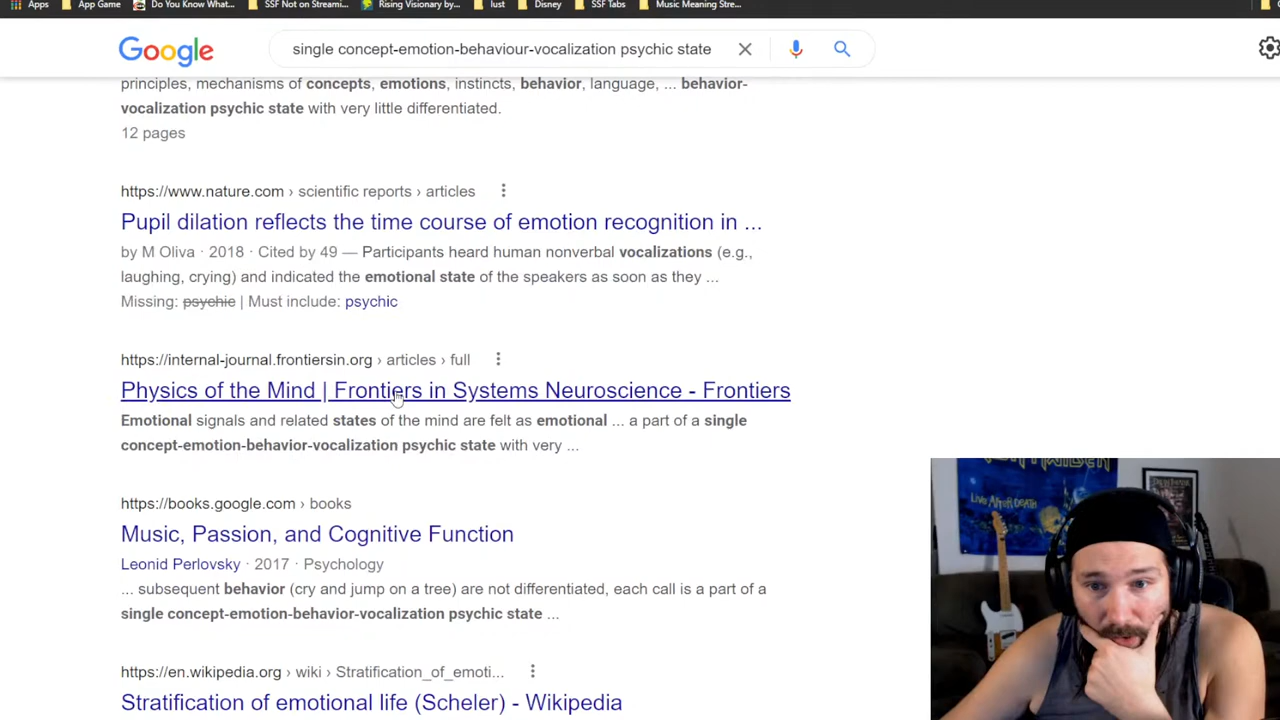 Apps
App Game
Do You Know What...
SSF Not on Streami...
Rising Visionary by...
lust
Disney
SSF Tabs
Music Meaning Stre...
Google
single concept-emotion-behaviour-vocalization psychic state
principles, mechanisms of concepts, emotions, instincts, behavior, language, ... behavior-
vocalization psychic state with very little differentiated.
12 pages
https://www.nature.com › scientific reports › articles
Pupil dilation reflects the time course of emotion recognition in ...
by M Oliva · 2018 · Cited by 49 — Participants heard human nonverbal vocalizations (e.g.,
laughing, crying) and indicated the emotional state of the speakers as soon as they ...
Missing: psychic | Must include: psychic
https://internal-journal.frontiersin.org › articles › full
Physics of the Mind | Frontiers in Systems Neuroscience - Frontiers
Emotional signals and related states of the mind are felt as emotional ... a part of a single
concept-emotion-behavior-vocalization psychic state with very ...
https://books.google.com › books
Music, Passion, and Cognitive Function
Leonid Perlovsky · 2017 · Psychology
... subsequent behavior (cry and jump on a tree) are not differentiated, each call is a part of a
single concept-emotion-behavior-vocalization psychic state ...
https://en.wikipedia.org › wiki › Stratification_of_emoti...
Stratification of emotional life (Scheler) - Wikipedia
LIVE AFTER DEATH